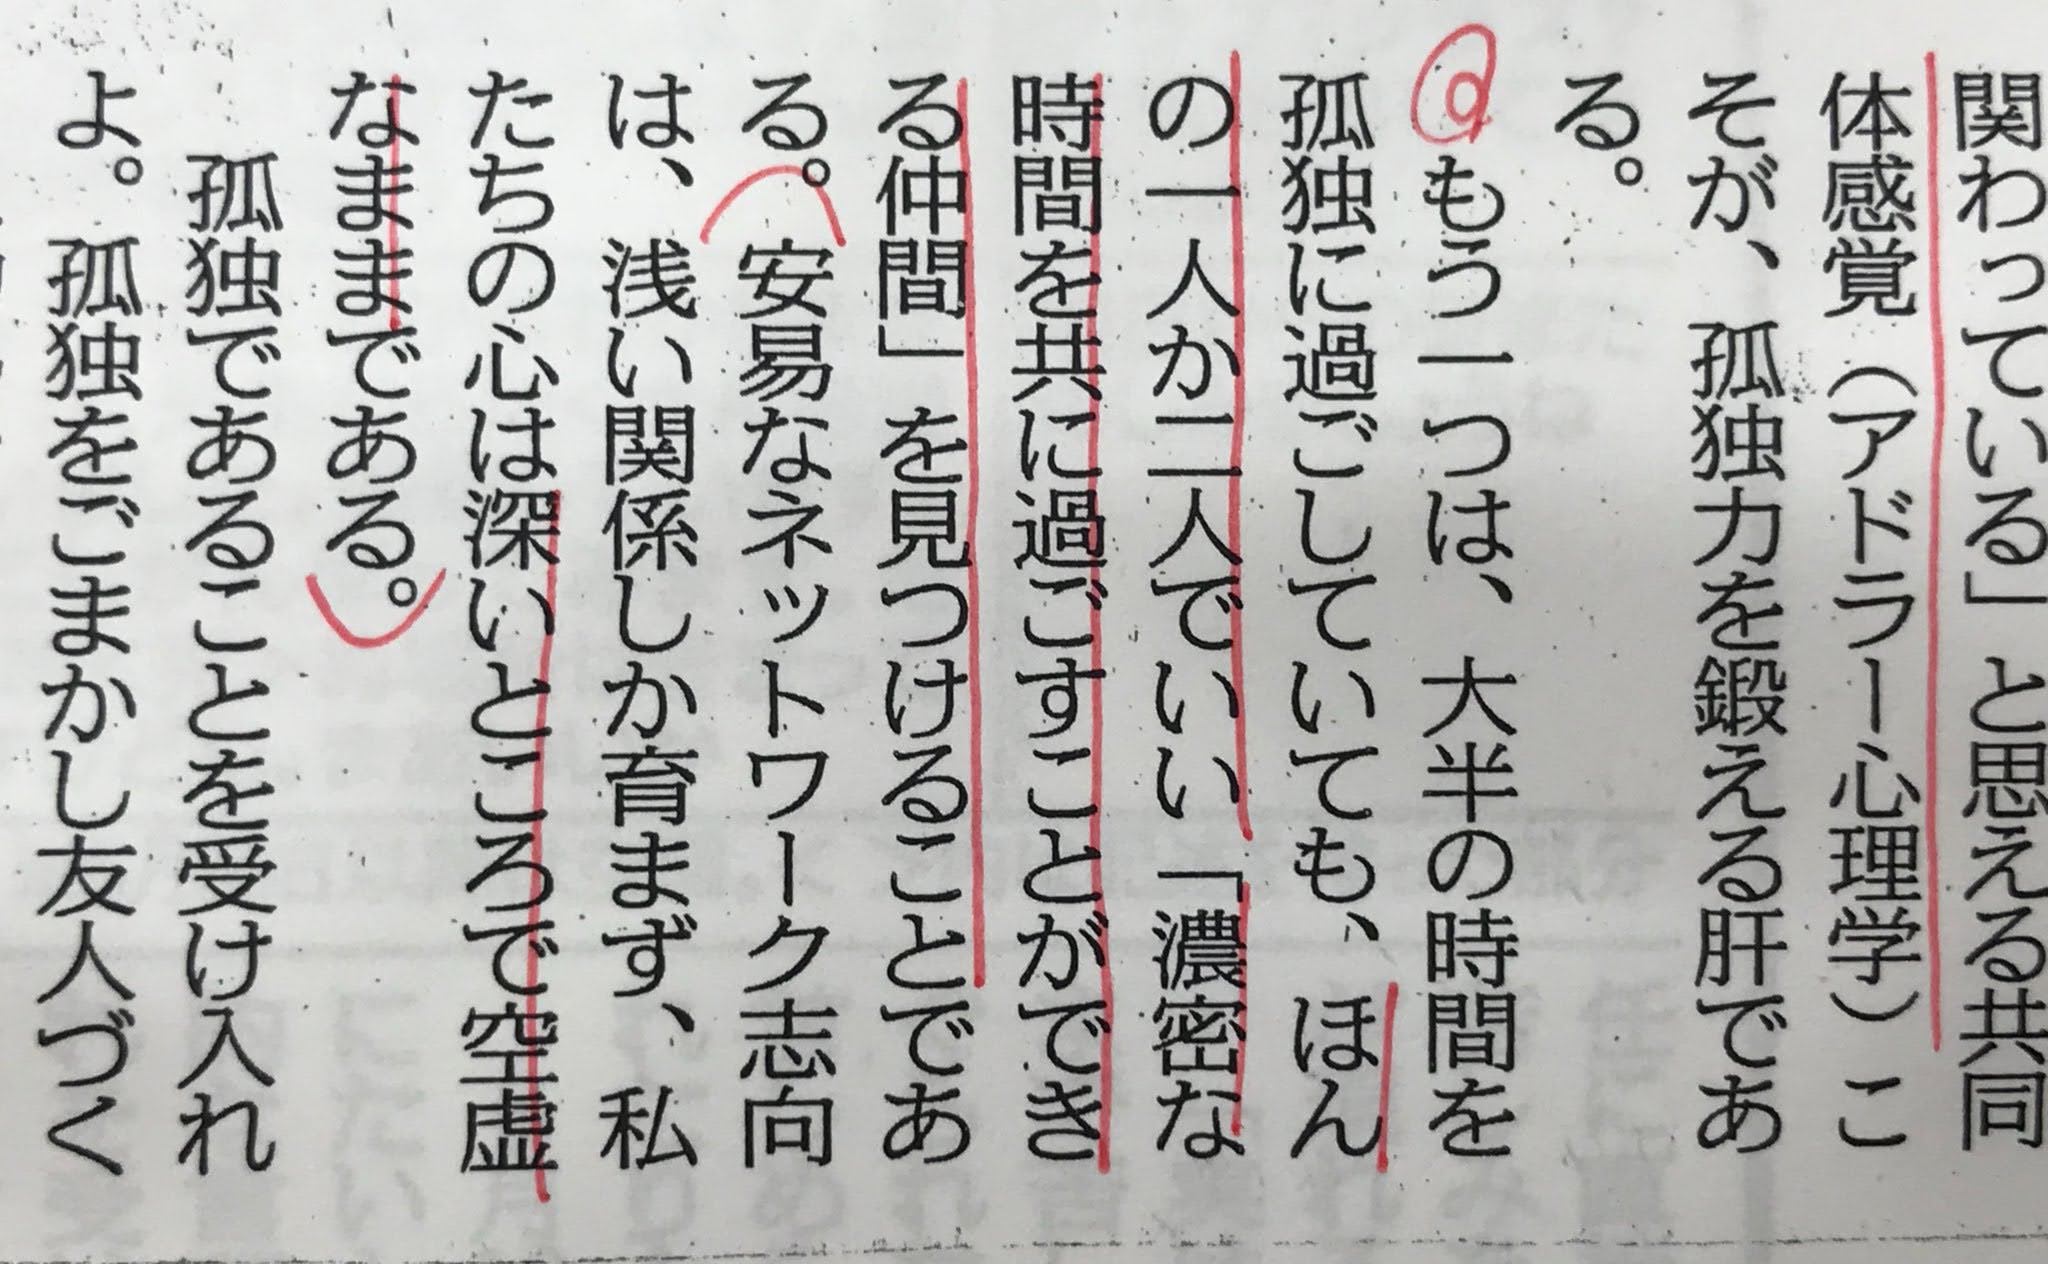 関わっている」と思える共同
体感覚（アドラー心理学）こ
そが、孤独力を鍛える肝であ
る。
もう一つは、大半の時間を
孤独に過ごしていても、ほん
の一人か二人でいい「濃密な
時間を共に過ごすことができ
る仲間」を見つけることであ
る。安易なネットワーク志向
は、浅い関係しか育まず、私
たちの心は深いところで空虚
なままである。
孤独であることを受け入れ
よ。孤独をごまかし友人づく